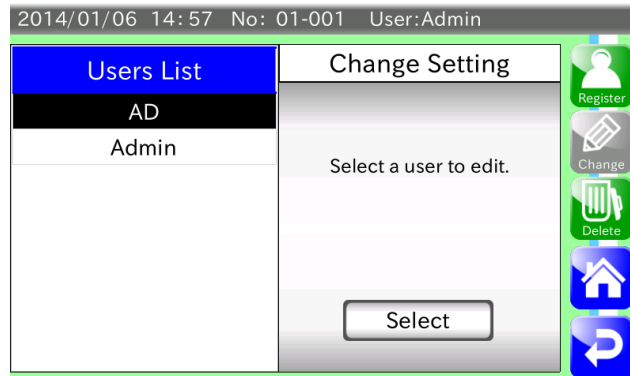 2014/01/06 14:57 No: 01-001 User:Admin
Users List
AD
Admin
Change Setting
Select a user to edit.
Select
Register
Change
Delete